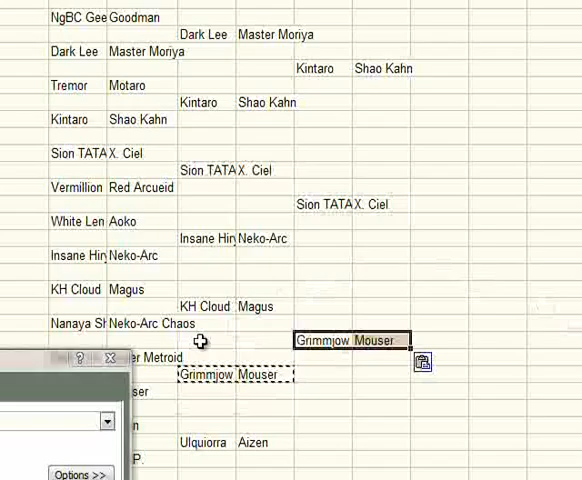 NgBC Gee Goodman
Dark Lee Master Moriya
Dark Lee Master Moriya
Kintaro Shao Kahn
Tremor Motaro
Kintaro Shao Kahn
Kintaro Shao Kahn
Sion TATA X. Ciel
Sion TATA X. Ciel
Vermillion Red Arcueid
Sion TATA X. Ciel
White Len Aoko
Insane Hiry Neko-Arc
Insane Hiry Neko-Arc
KH Cloud Magus
KH Cloud Magus
Nanaya Sh Neko-Arc Chaos
Grimmjow Mouser
er Metroid
Grimmjow Mouser
ser
n
Ulquiorra Aizen
P.
Options >>